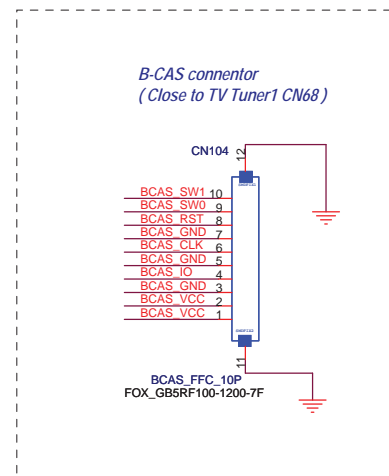 B-CAS connentor
( Close to TV Tuner1 CN68 )
CN104
12
BCAS_SW1 10
BCAS_SW0 9
BCAS_RST 8
BCAS_GND 7
BCAS_CLK 6
BCAS_GND 5
BCAS_IO 4
BCAS_GND 3
BCAS_VCC 2
BCAS_VCC 1
11
BCAS_FFC_10P
FOX_GB5RF100-1200-7F